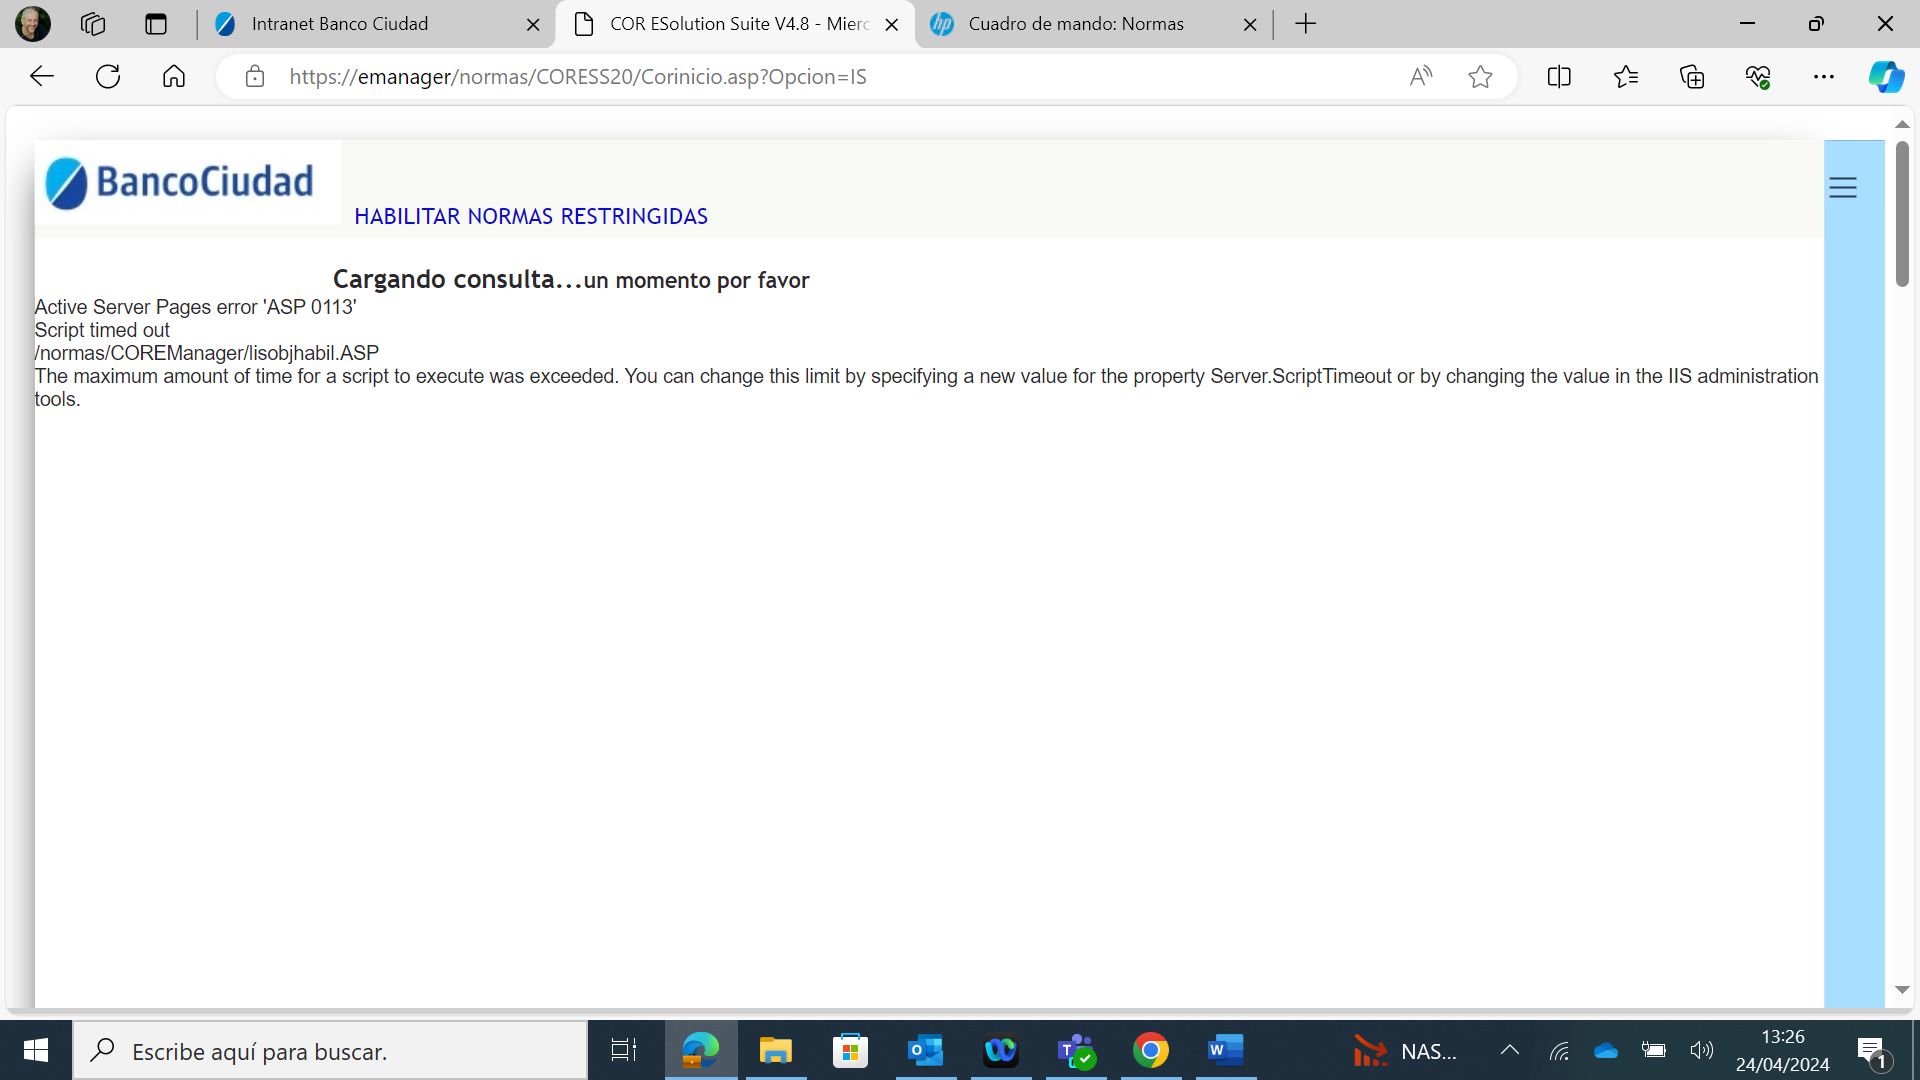 Intranet Banco Ciudad
COR ESolution Suite V4.8 - Mierc
Cuadro de mando: Normas
https://emanager/normas/CORESS20/Corinicio.asp?Opcion=IS
BancoCiudad
HABILITAR NORMAS RESTRINGIDAS
Cargando consulta...un momento por favor
Active Server Pages error 'ASP 0113'
Script timed out
/normas/COREManager/lisobjhabil.ASP
The maximum amount of time for a script to execute was exceeded. You can change this limit by specifying a new value for the property Server.ScriptTimeout or by changing the value in the IIS administration
tools.
Escribe aquí para buscar.
NAS...
13:26
24/04/2024
1